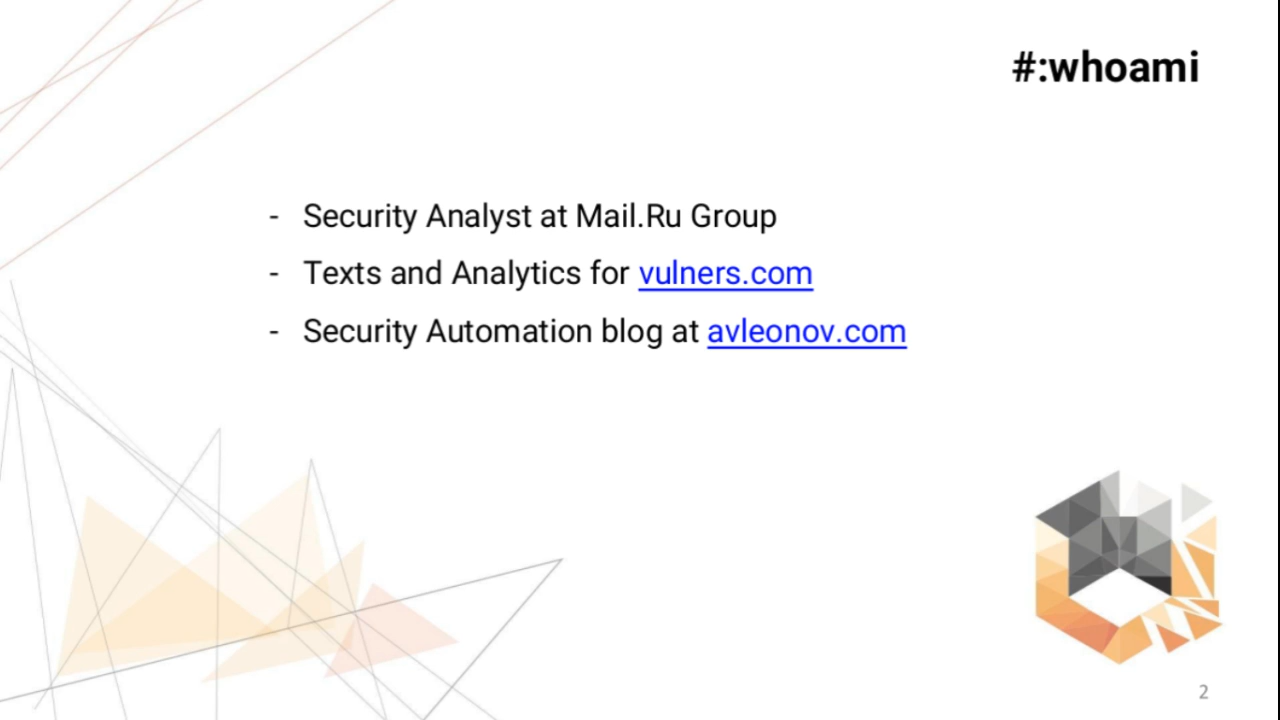 #:whoami
- Security Analyst at Mail.Ru Group
- Texts and Analytics for vulners.com
- Security Automation blog at avleonov.com
2